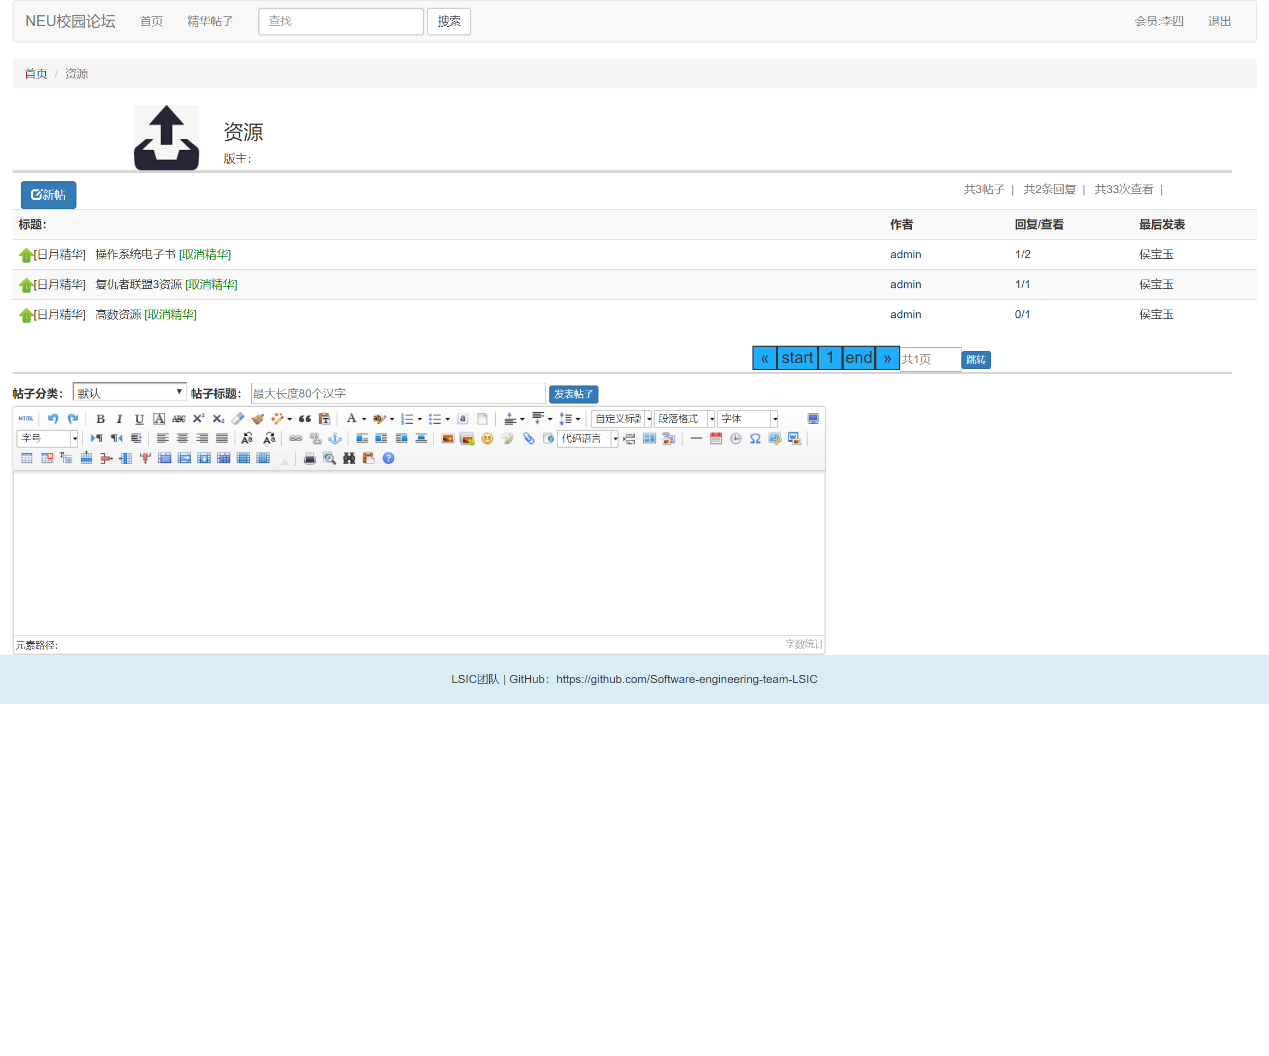 NEU校园论坛 首页 精华帖子 查找 搜索 会员:李四 退出
首页 / 资源
资源
版主:
新帖 共3帖子 | 共2条回复 | 共33次查看 |
标题: 作者 回复/查看 最后发表
[日月精华] 操作系统电子书 [取消精华] admin 1/2 侯宝玉
[日月精华] 复仇者联盟3资源 [取消精华] admin 1/1 侯宝玉
[日月精华] 高数资源 [取消精华] admin 0/1 侯宝玉
« start 1 end » 共1页 跳转
帖子分类: 默认 帖子标题: 最大长度80个汉字 发表帖子
HTML B I U A ABC X² X₂ A a 自定义标题 段落格式 字体
字号 代码语言
元素路径: 字数统计
LSIC团队 | GitHub：https://github.com/Software-engineering-team-LSIC